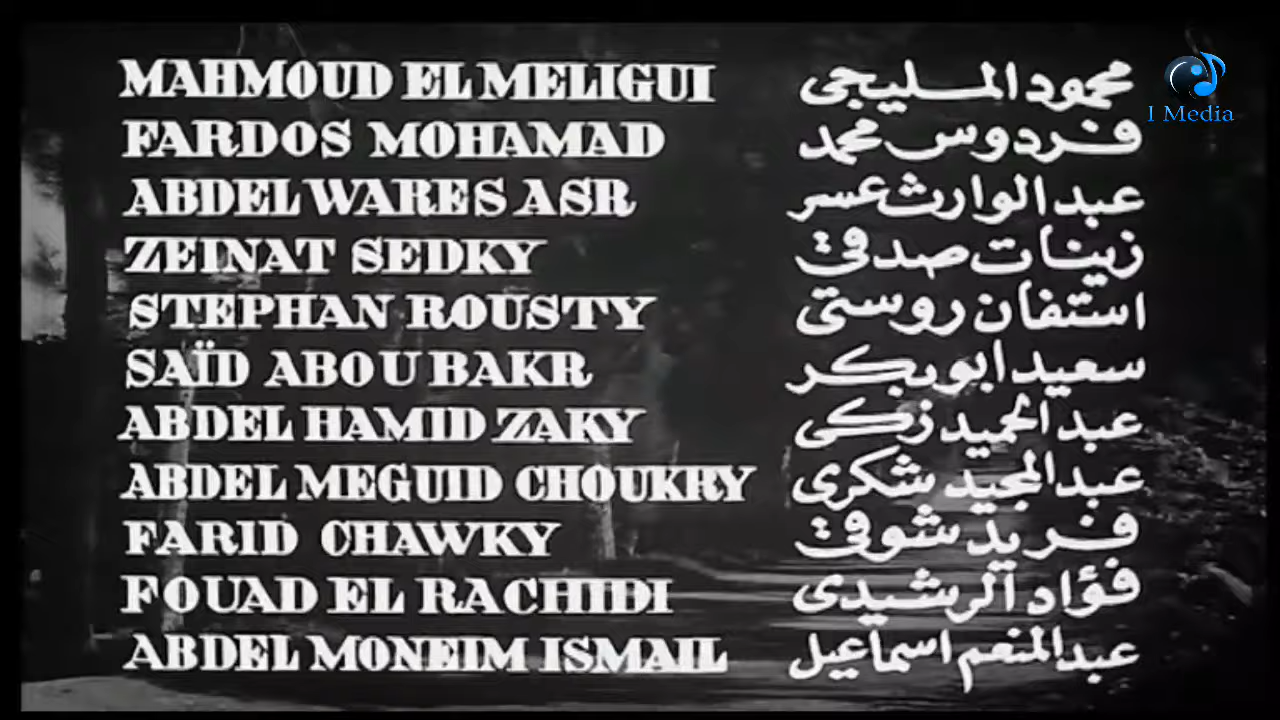 MAHMOUD EL MELIGUI محمود المليجى
FARDOS MOHAMAD فردوس محمد
ABDEL WARES ASR عبد الوارث عسر
ZEINAT SEDKY زينات صدقى
STEPHAN ROUSTY استفان روستى
SAÏD ABOU BAKR سعيد ابو بكر
ABDEL HAMID ZAKY عبد الحميد زكى
ABDEL MEGUID CHOUKRY عبد المجيد شكرى
FARID CHAWKY فريد شوقى
FOUAD EL RACHIDI فؤاد الرشيدى
ABDEL MONEIM ISMAIL عبد المنعم اسماعيل
I Media